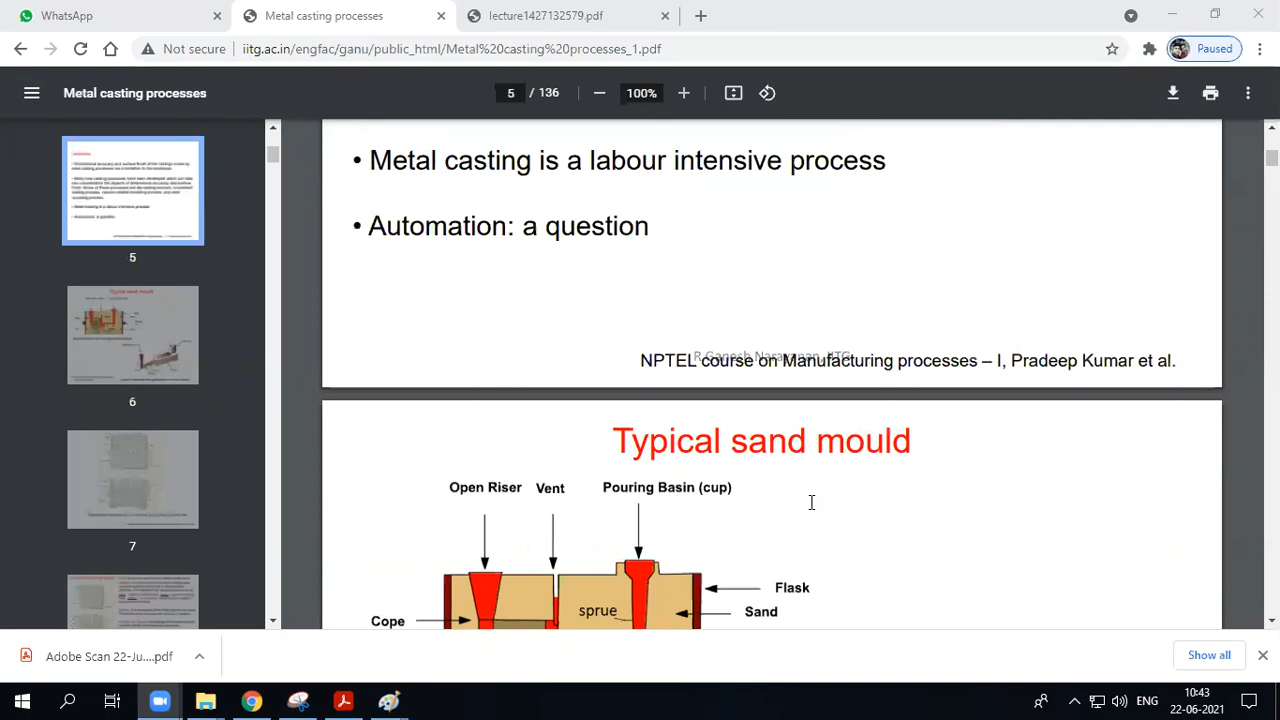 WhatsApp
Metal casting processes
lecture1427132579.pdf
Not secure
iitg.ac.in/engfac/ganu/public_html/Metal%20casting%20processes_1.pdf
Paused
Metal casting processes
5 / 136
100%
5
6
7
• Metal casting is a labour intensive process
• Automation: a question
R Ganesh Narayanan, IITG
NPTEL course on Manufacturing processes – I, Pradeep Kumar et al.
Typical sand mould
Open Riser
Vent
Pouring Basin (cup)
Flask
sprue
Sand
Cope
Adobe Scan 22-Ju....pdf
Show all
ENG
10:43
22-06-2021